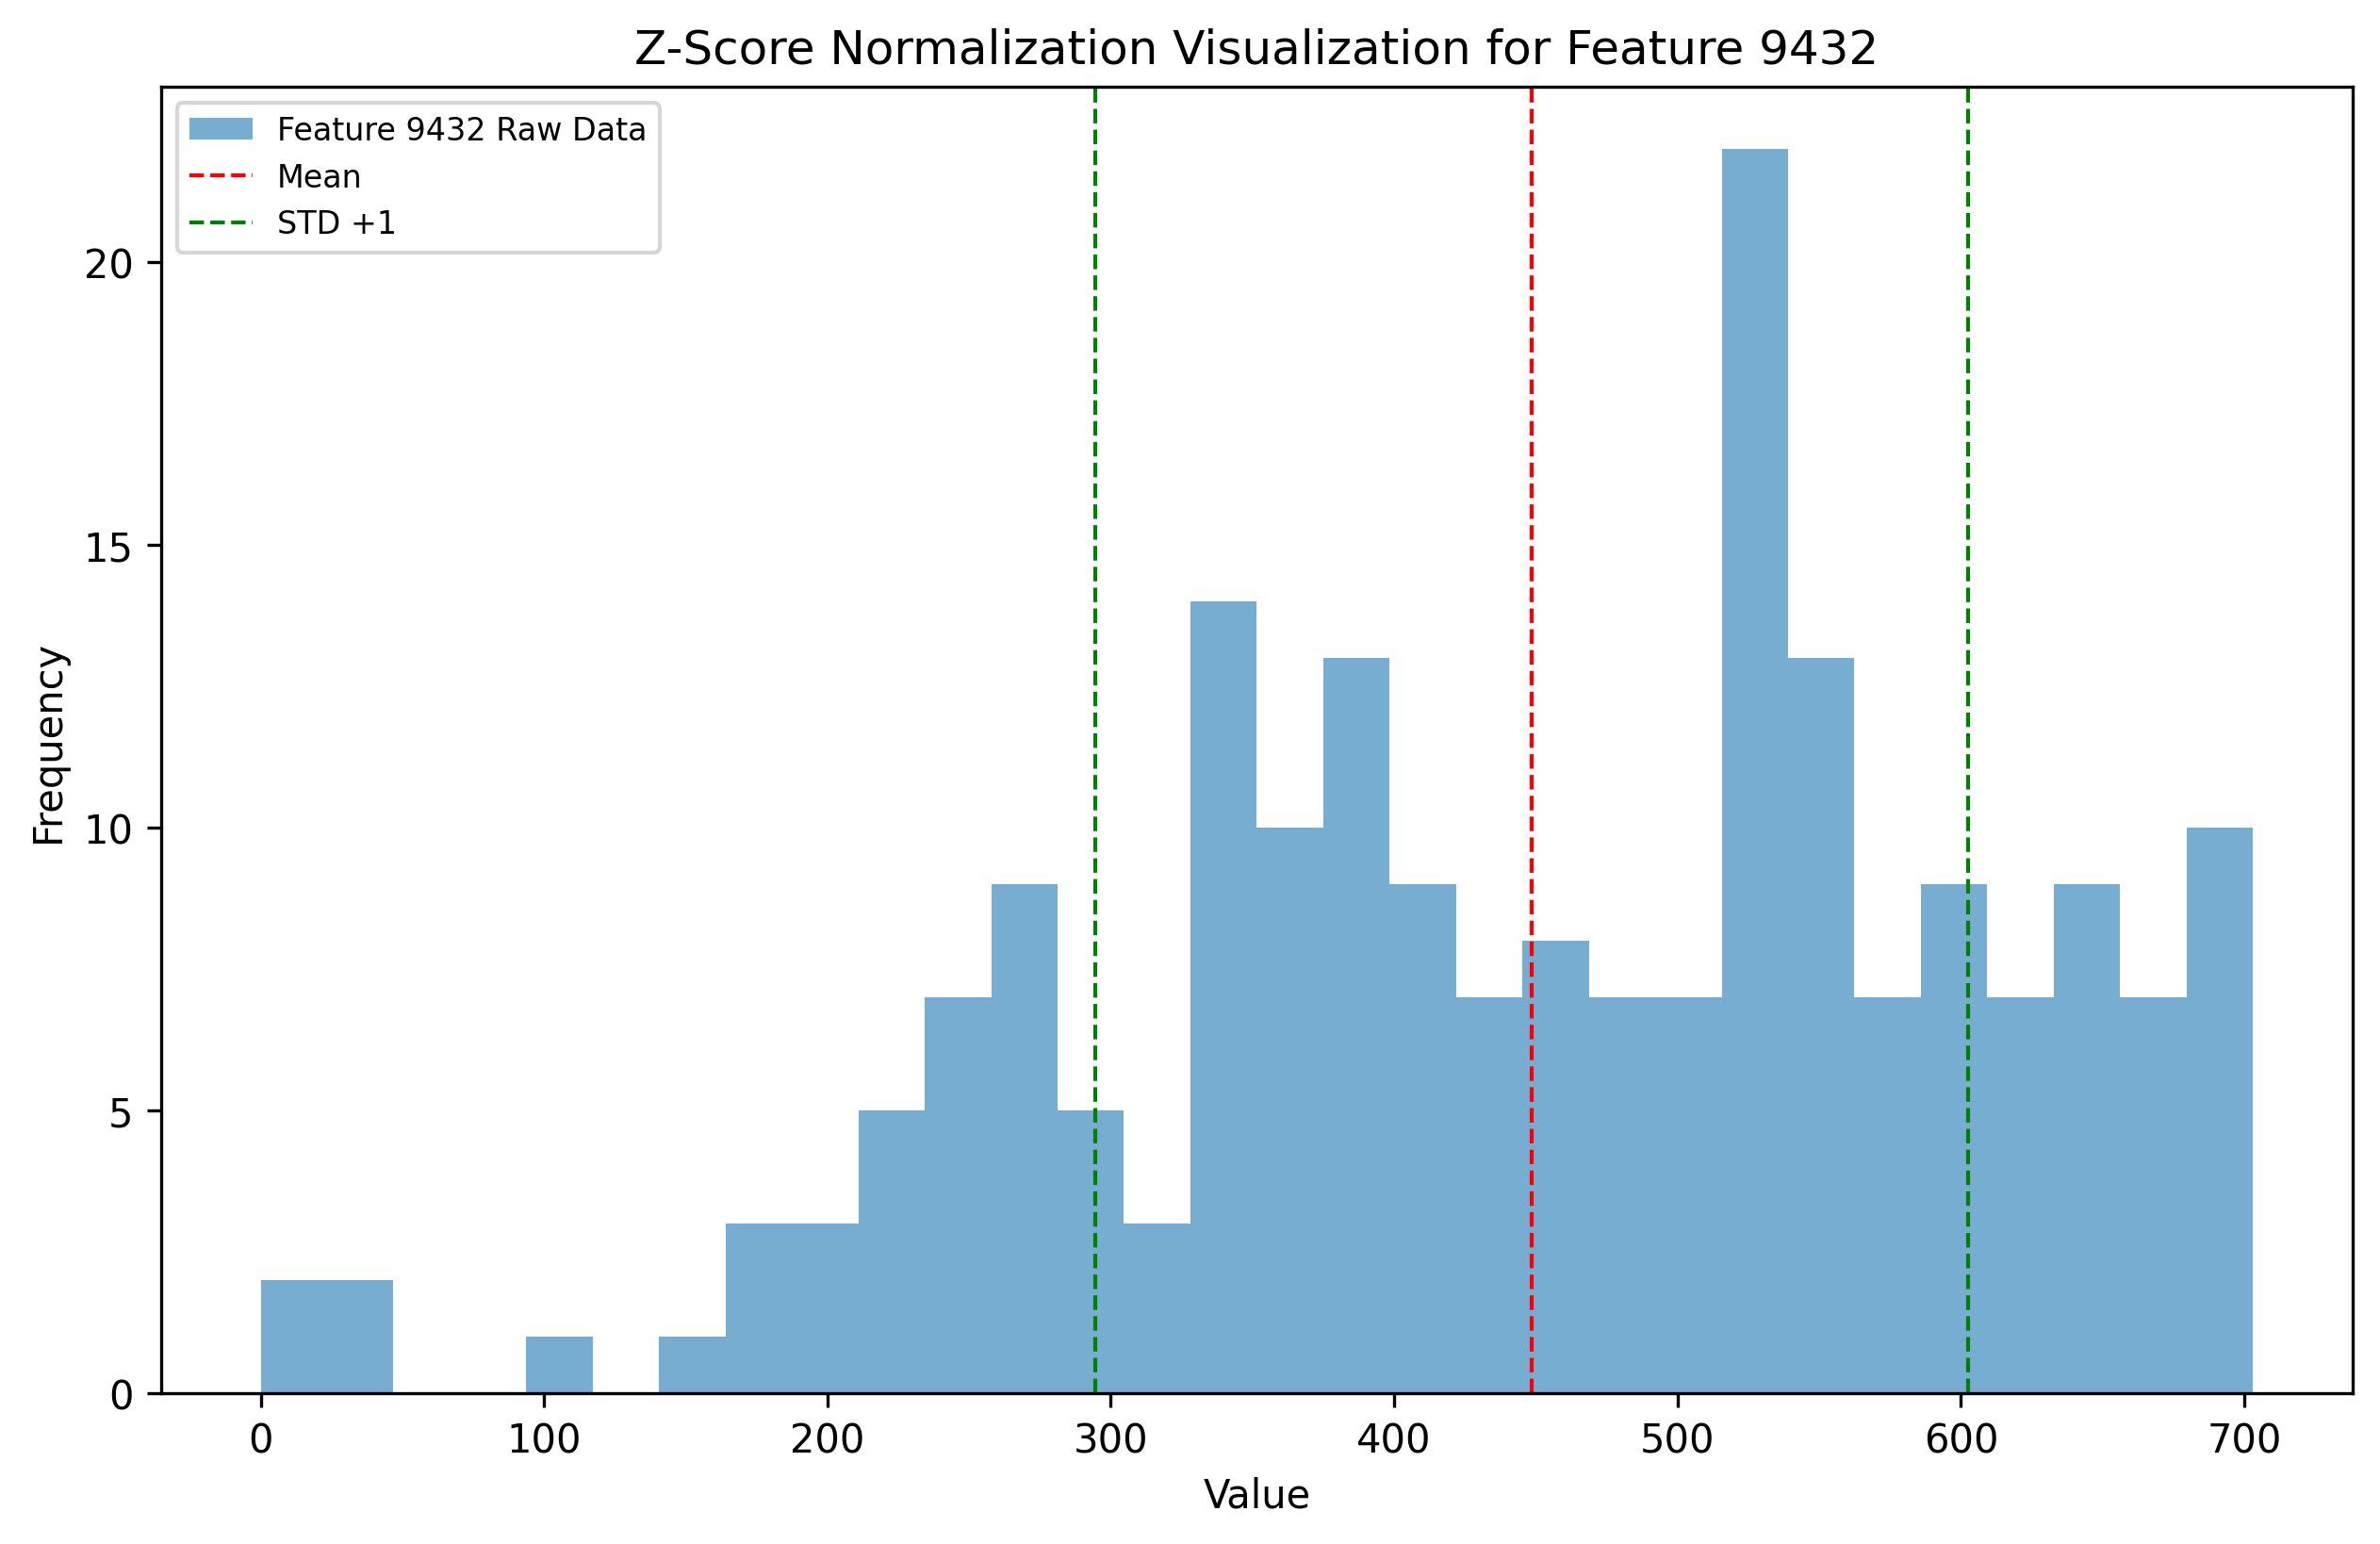 Z-Score Normalization Visualization for Feature 9432
Feature 9432 Raw Data
Mean
STD +1
20
15
10
5
0
Frequency
0 100 200 300 400 500 600 700
Value